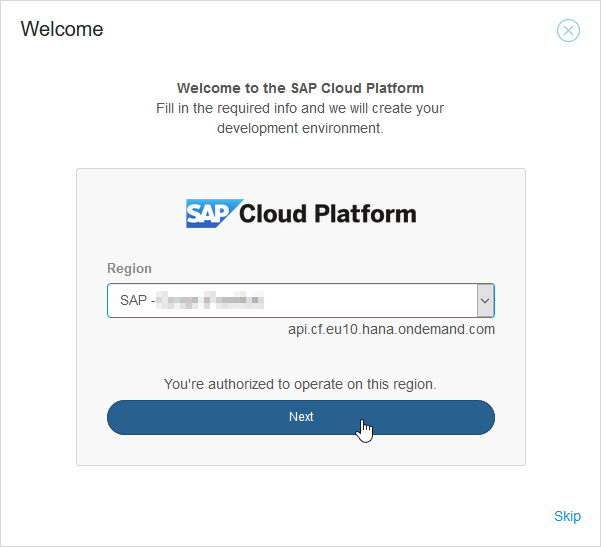 Welcome
Welcome to the SAP Cloud Platform
Fill in the required info and we will create your
development environment.
SAP Cloud Platform
Region
SAP -
api.cf.eu10.hana.ondemand.com
You're authorized to operate on this region.
Next
Skip